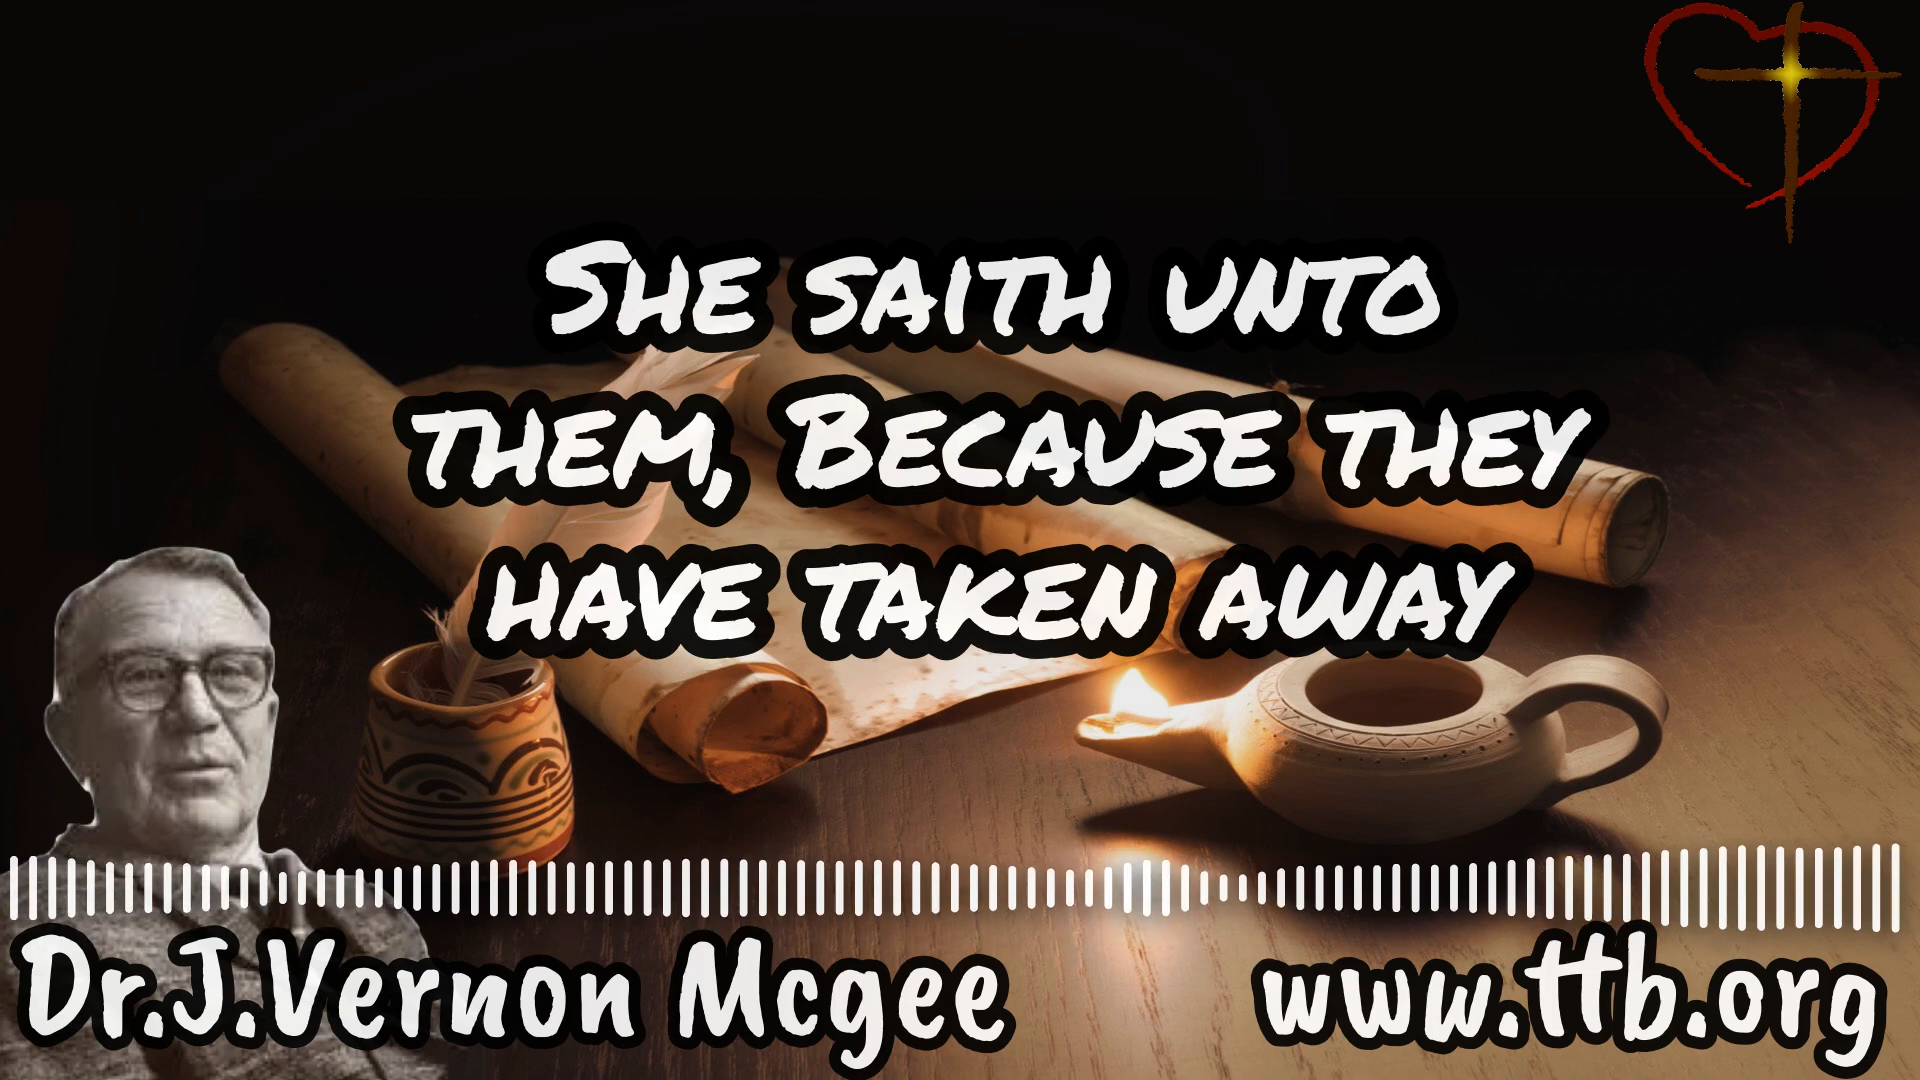 She saith unto
them, Because they
have taken away
Dr.J.Vernon Mcgee
www.ttb.org